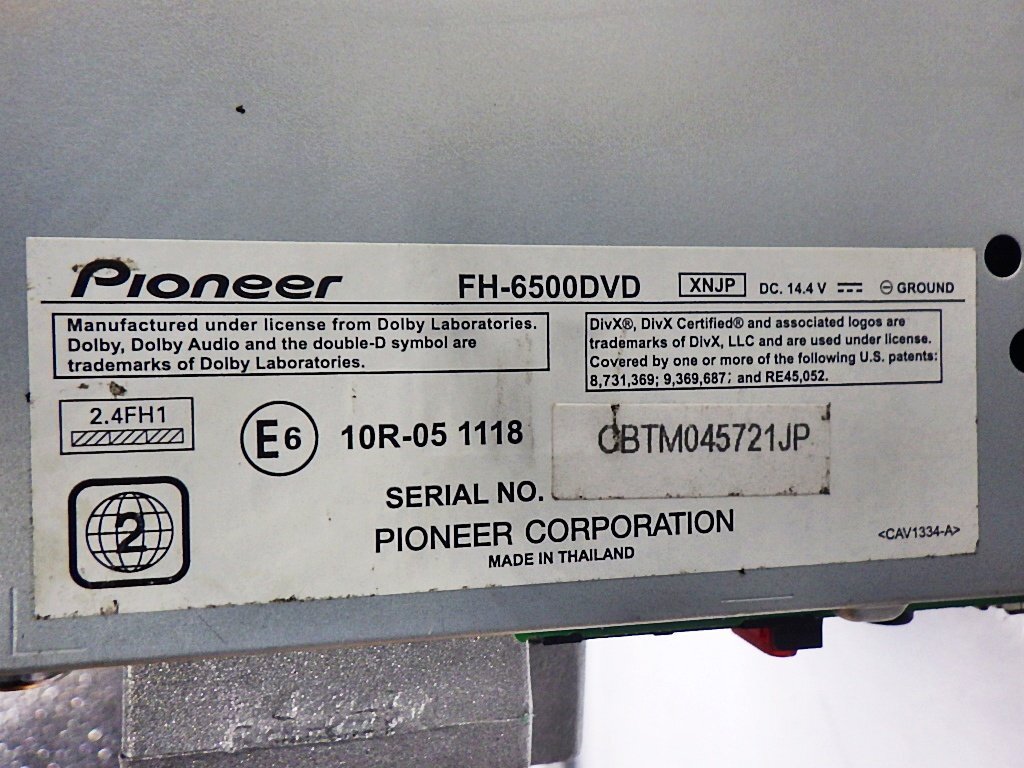 Pioneer FH-6500DVD XNJP DC. 14.4 V ⎓ ⊖ GROUND
Manufactured under license from Dolby Laboratories.
Dolby, Dolby Audio and the double-D symbol are
trademarks of Dolby Laboratories.
DivX®, DivX Certified® and associated logos are
trademarks of DivX, LLC and are used under license.
Covered by one or more of the following U.S. patents:
8,731,369; 9,369,687; and RE45,052.
2.4FH1
E6 10R-05 1118
CBTM045721JP
SERIAL NO.
2
PIONEER CORPORATION
MADE IN THAILAND
<CAV1334-A>